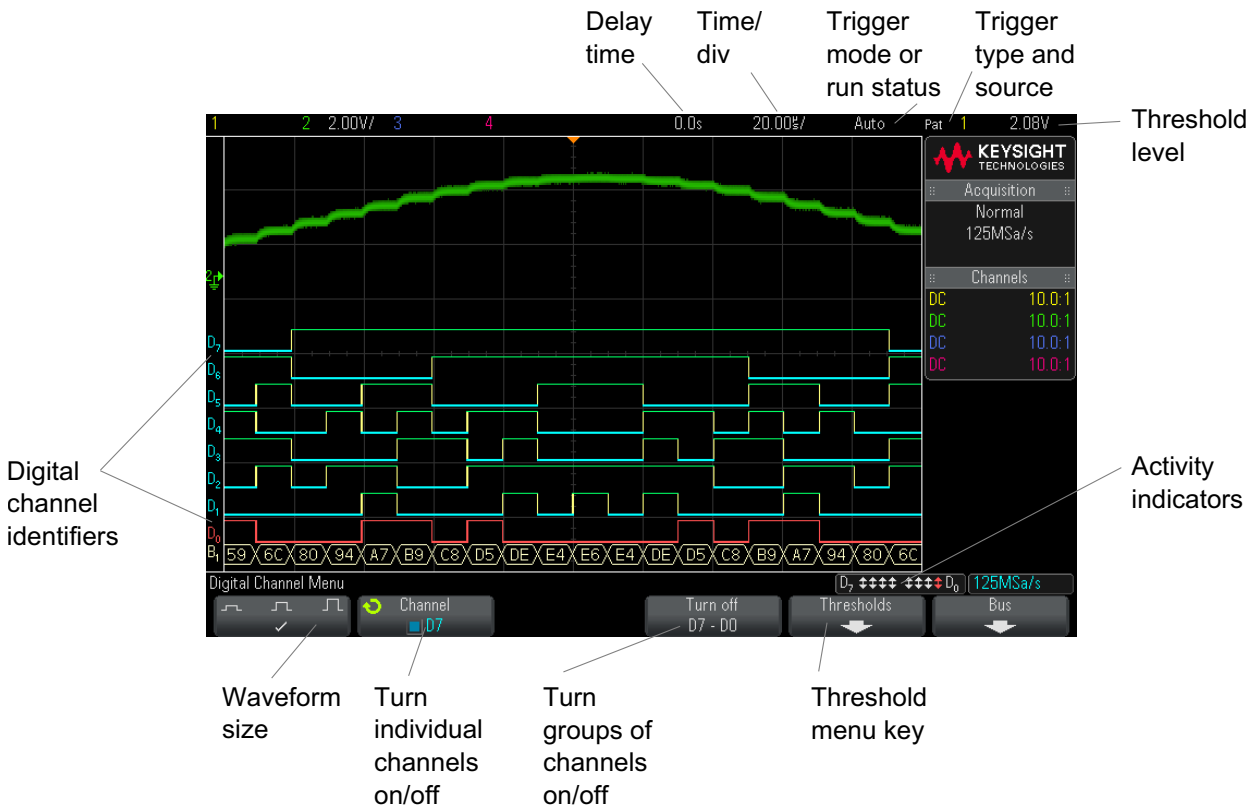 Delay
time
Time/
div
Trigger
mode or
run status
Trigger
type and
source
Threshold
level
1 2 2.00V/ 3 4 0.0s 20.00㎲/ Auto Pat 1 2.08V
KEYSIGHT
TECHNOLOGIES
Acquisition
Normal
125MSa/s
Channels
DC 10.0:1
DC 10.0:1
DC 10.0:1
DC 10.0:1
2
D7
D6
D5
D4
D3
D2
D1
D0
B1 59 6C 80 94 A7 B9 C8 D5 DE E4 E6 E4 DE D5 C8 B9 A7 94 80 6C
Digital
channel
identifiers
Activity
indicators
Digital Channel Menu
D7 D0 125MSa/s
Channel
D7
Turn off
D7 - D0
Thresholds
Bus
Waveform
size
Turn
individual
channels
on/off
Turn
groups of
channels
on/off
Threshold
menu key